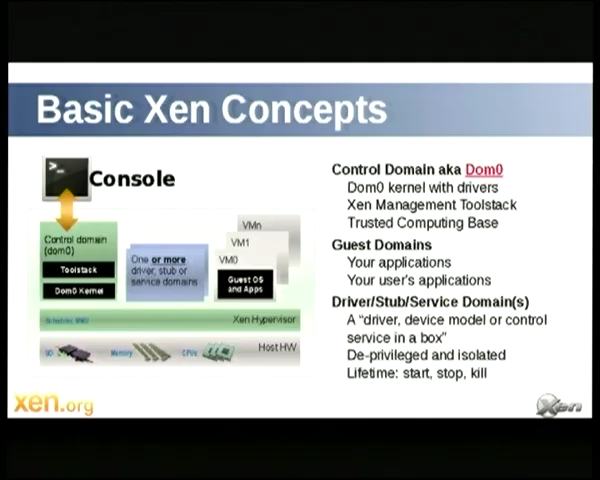 Basic Xen Concepts
>_
Console
Control domain
(dom0)
Toolstack
Dom0 Kernel
One or more
driver, stub or
service domains
VMn
VM1
VM0
Guest OS
and Apps
Scheduler, MMU
Xen Hypervisor
I/O
Memory
CPUs
Host HW
Control Domain aka Dom0
Dom0 kernel with drivers
Xen Management Toolstack
Trusted Computing Base
Guest Domains
Your applications
Your user's applications
Driver/Stub/Service Domain(s)
A “driver, device model or control
service in a box”
De-privileged and isolated
Lifetime: start, stop, kill
xen.org
Xen